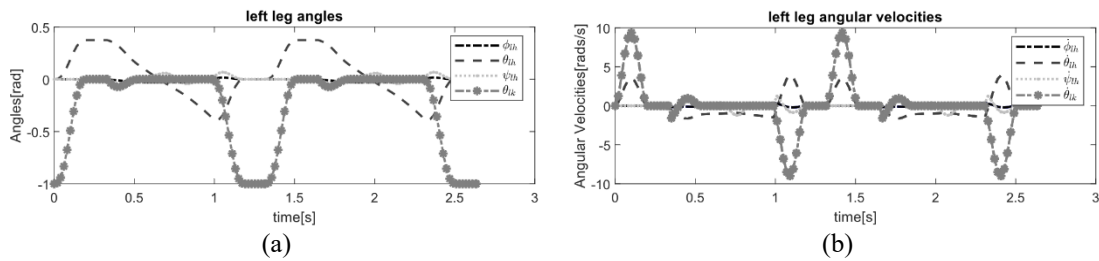 left leg angles
0.5
0
-0.5
-1
Angles[rad]
0 0.5 1 1.5 2 2.5 3
time[s]
ϕlh
θlh
ψlh
θlk
(a)
left leg angular velocities
10
5
0
-5
-10
Angular Velocities[rads/s]
0 0.5 1 1.5 2 2.5 3
time[s]
ϕ̇lh
θ̇lh
ψ̇lh
θ̇lk
(b)